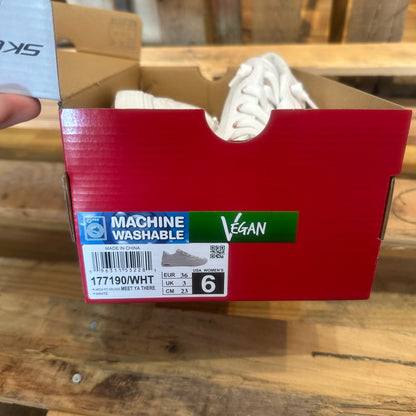 SK
MACHINE
WASHABLE
VEGAN
MADE IN CHINA
177190/WHT
MEET YA THERE
EUR 36
UK 3
CM 23
USA WOMEN'S
6